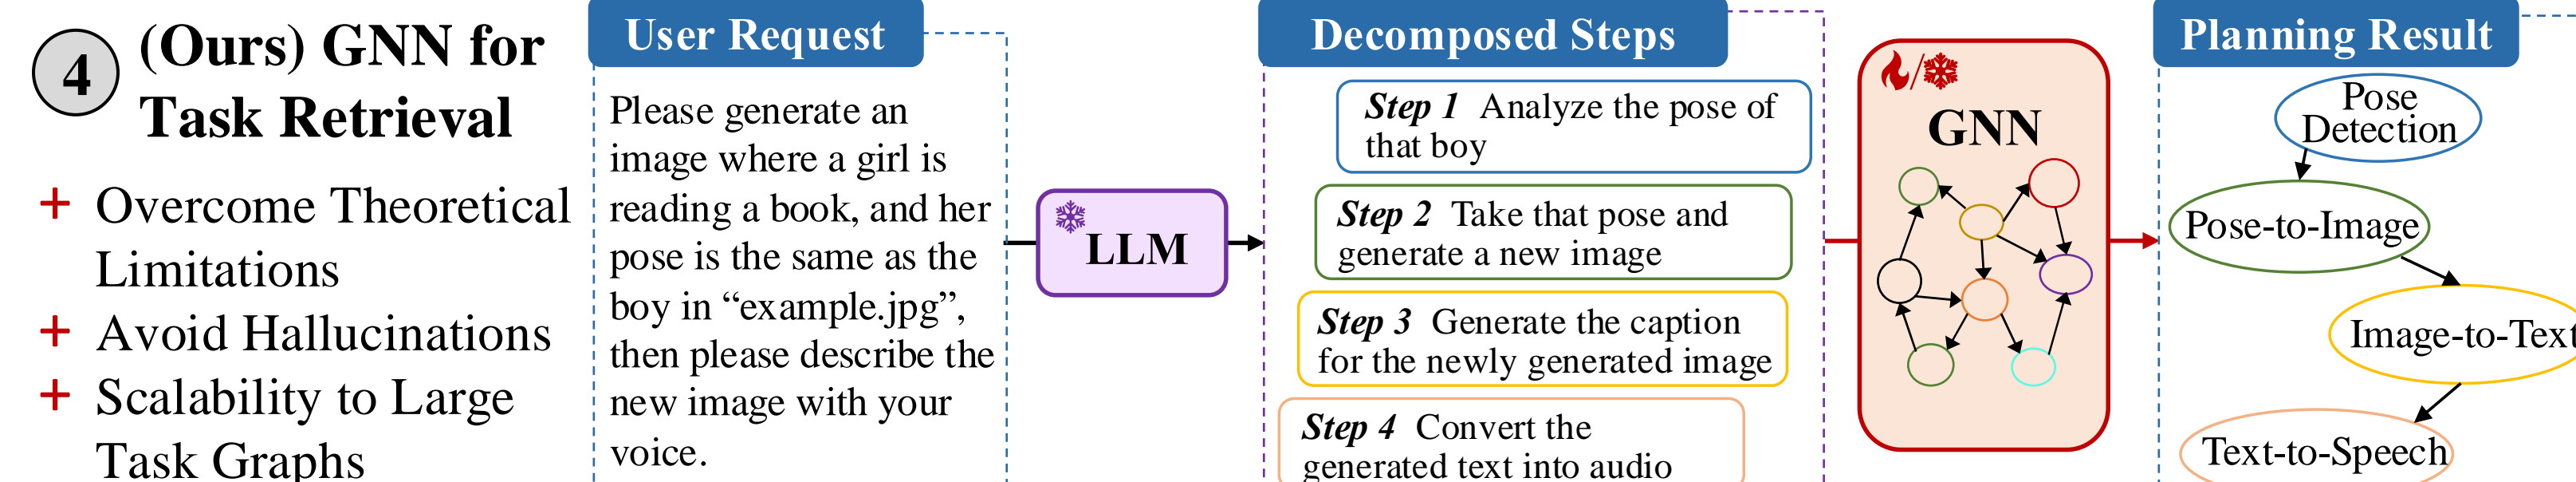 4
(Ours) GNN for
Task Retrieval
+ Overcome Theoretical
Limitations
+ Avoid Hallucinations
+ Scalability to Large
Task Graphs
User Request
Please generate an
image where a girl is
reading a book, and her
pose is the same as the
boy in “example.jpg”,
then please describe the
new image with your
voice.
LLM
Decomposed Steps
Step 1 Analyze the pose of
that boy
Step 2 Take that pose and
generate a new image
Step 3 Generate the caption
for the newly generated image
Step 4 Convert the
generated text into audio
GNN
Planning Result
Pose
Detection
Pose-to-Image
Image-to-Text
Text-to-Speech